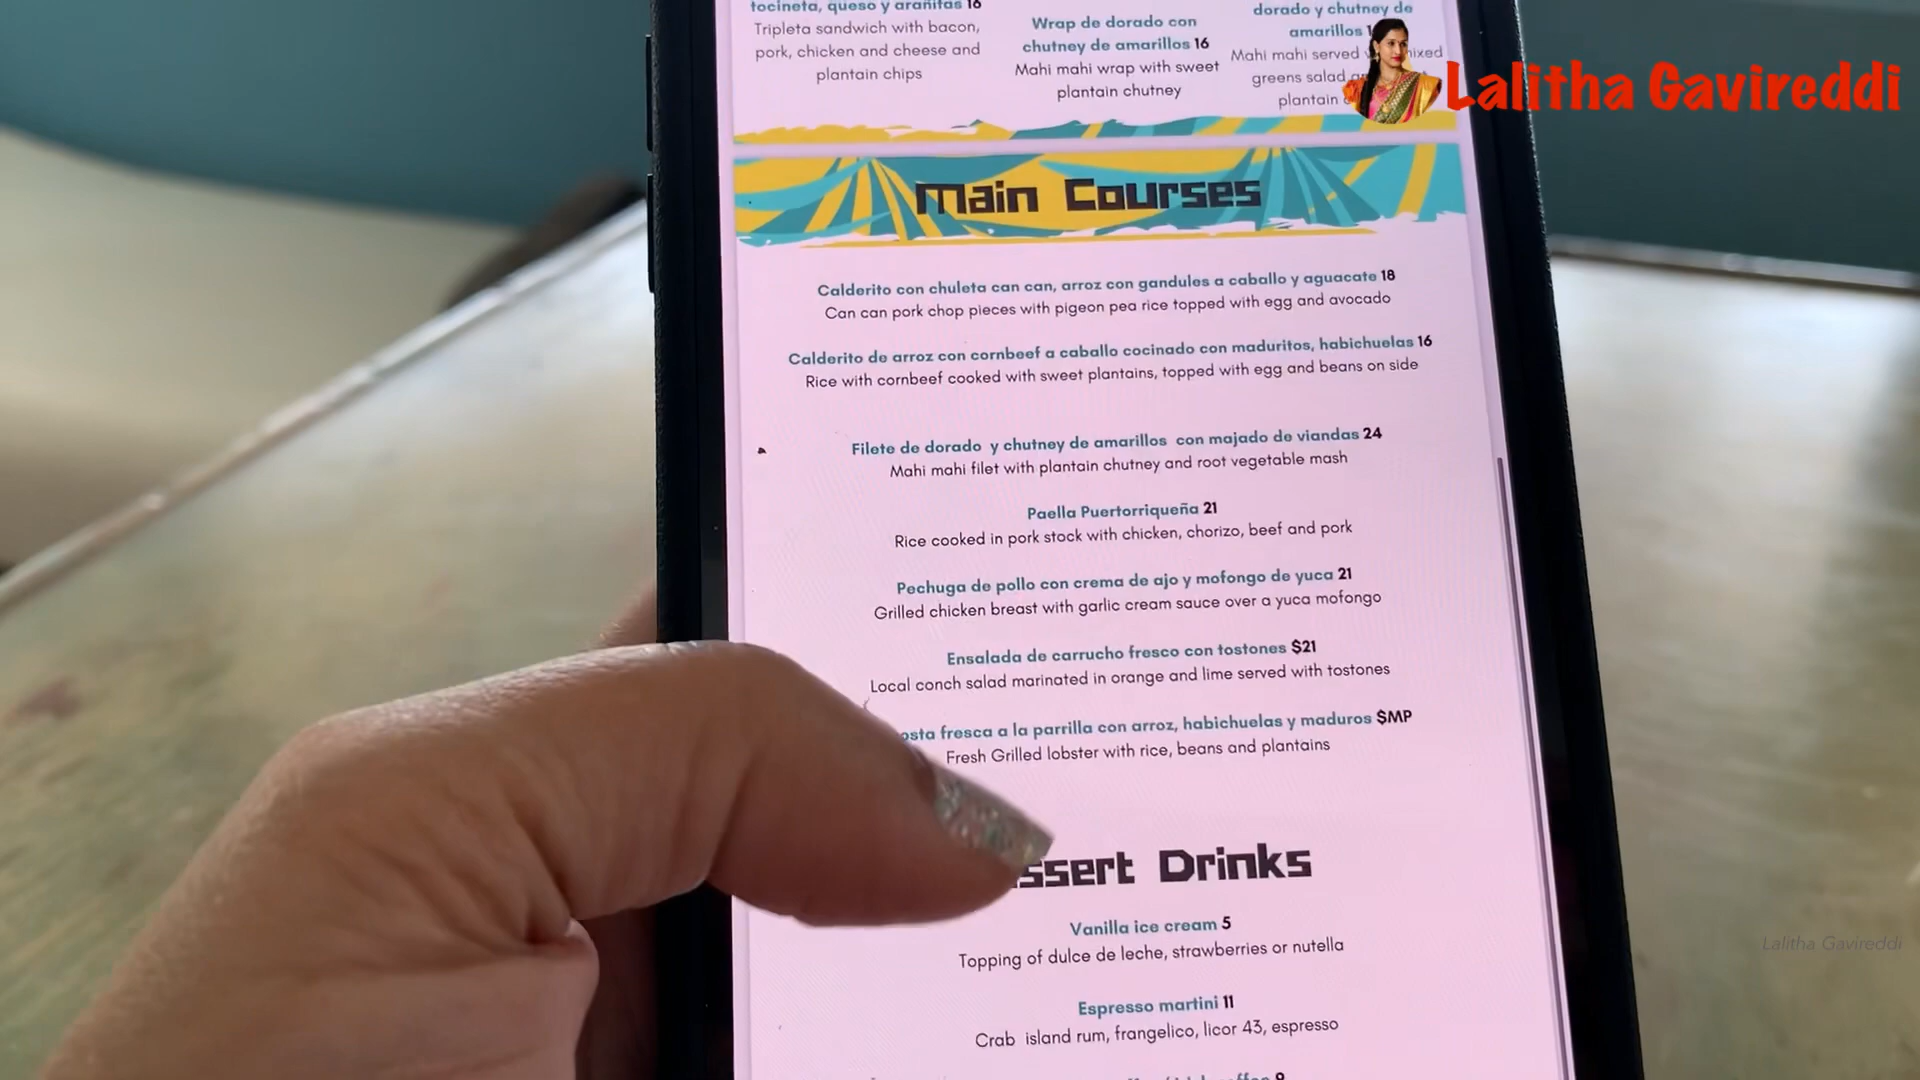 tocineta, queso y arañitas 16
Tripleta sandwich with bacon,
pork, chicken and cheese and
plantain chips
Wrap de dorado con
chutney de amarillos 16
Mahi mahi wrap with sweet
plantain chutney
dorado y chutney de
amarillos
Mahi mahi served
greens salad
plantain
Lalitha Gavireddi
Main Courses
Calderito con chuleta can can, arroz con gandules a caballo y aguacate 18
Can can pork chop pieces with pigeon pea rice topped with egg and avocado
Calderito de arroz con cornbeef a caballo cocinado con maduritos, habichuelas 16
Rice with cornbeef cooked with sweet plantains, topped with egg and beans on side
Filete de dorado y chutney de amarillos con majado de viandas 24
Mahi mahi filet with plantain chutney and root vegetable mash
Paella Puertorriqueña 21
Rice cooked in pork stock with chicken, chorizo, beef and pork
Pechuga de pollo con crema de ajo y mofongo de yuca 21
Grilled chicken breast with garlic cream sauce over a yuca mofongo
Ensalada de carrucho fresco con tostones $21
Local conch salad marinated in orange and lime served with tostones
fresca a la parrilla con arroz, habichuelas y maduros $MP
Fresh Grilled lobster with rice, beans and plantains
Drinks
Vanilla ice cream 5
Topping of dulce de leche, strawberries or nutella
Espresso martini 11
Crab island rum, frangelico, licor 43, espresso
Lalitha Gavireddi